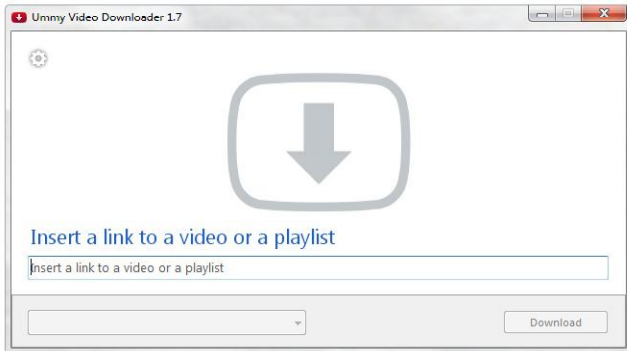 Ummy Video Downloader 1.7
Insert a link to a video or a playlist
Insert a link to a video or a playlist
Download